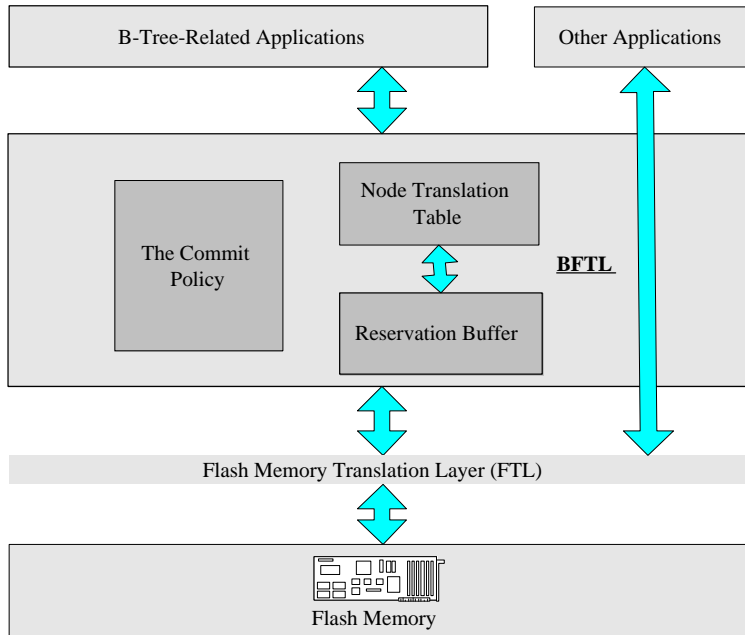 B-Tree-Related Applications
Other Applications
Node Translation
Table
The Commit
Policy
BFTL
Reservation Buffer
Flash Memory Translation Layer (FTL)
Flash Memory